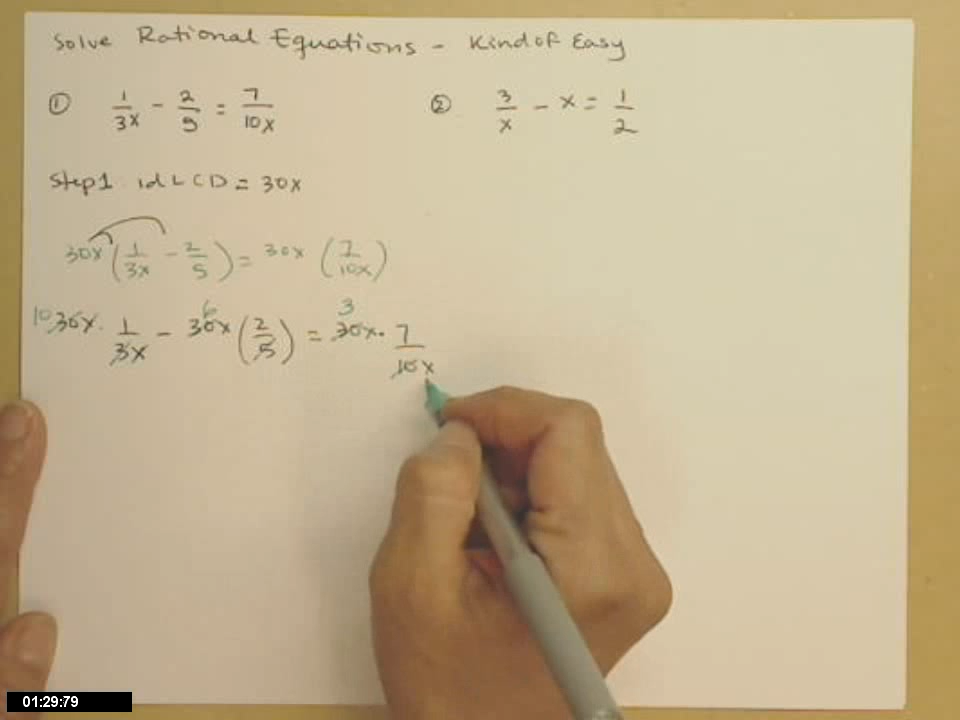 Solve Rational Equations - Kind of Easy
① 1/3x - 2/5 = 7/10x ② 3/x - x = 1/2
Step1 id LCD = 30x
30x (1/3x - 2/5) = 30x (7/10x)
10 6 3
30x · 1/3x - 30x (2/5) = 30x · 7/10x
01:29:79